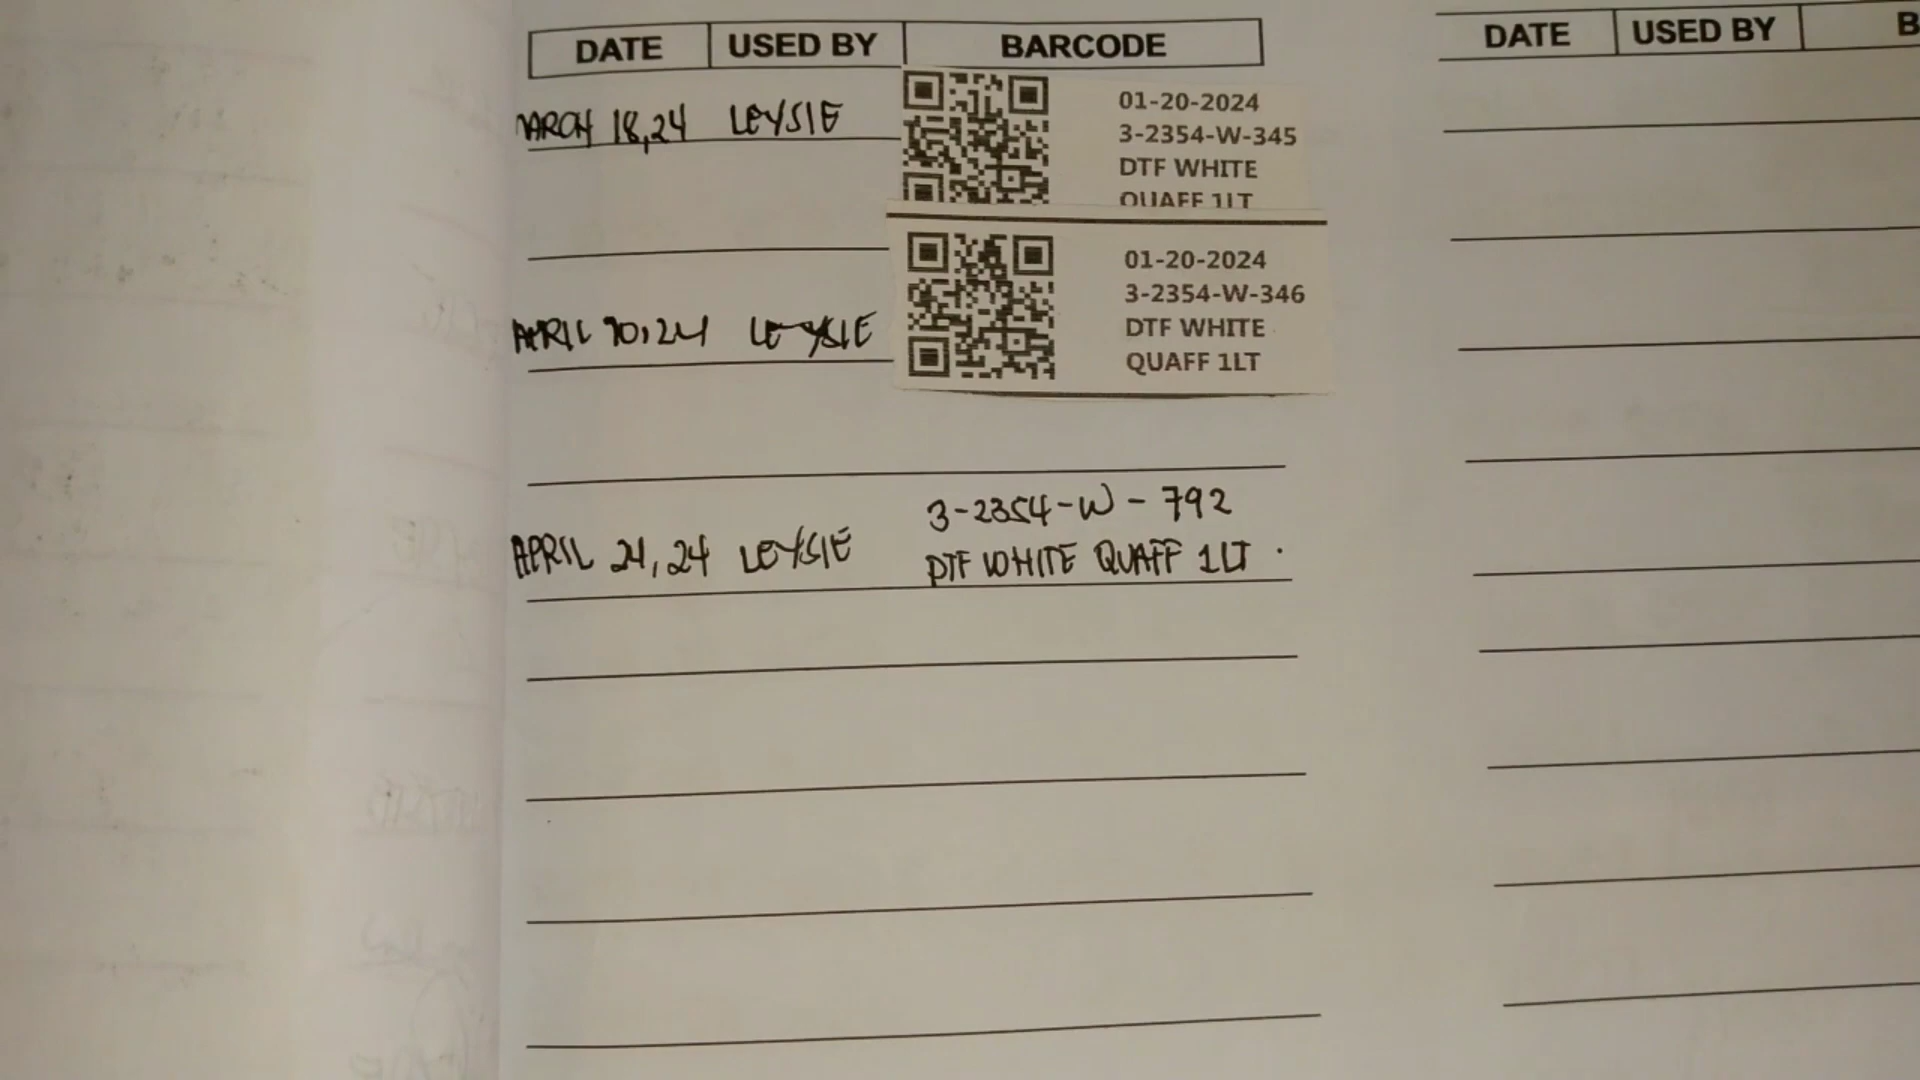 DATE USED BY BARCODE
MARCH 18,24 LEYSIE
01-20-2024
3-2354-W-345
DTF WHITE
QUAFF 1LT
APRIL 10,24 LEYSIE
01-20-2024
3-2354-W-346
DTF WHITE
QUAFF 1LT
APRIL 24,24 LEYSIE
3-2354-W-792
DTF WHITE QUAFF 1LT.
DATE USED BY B